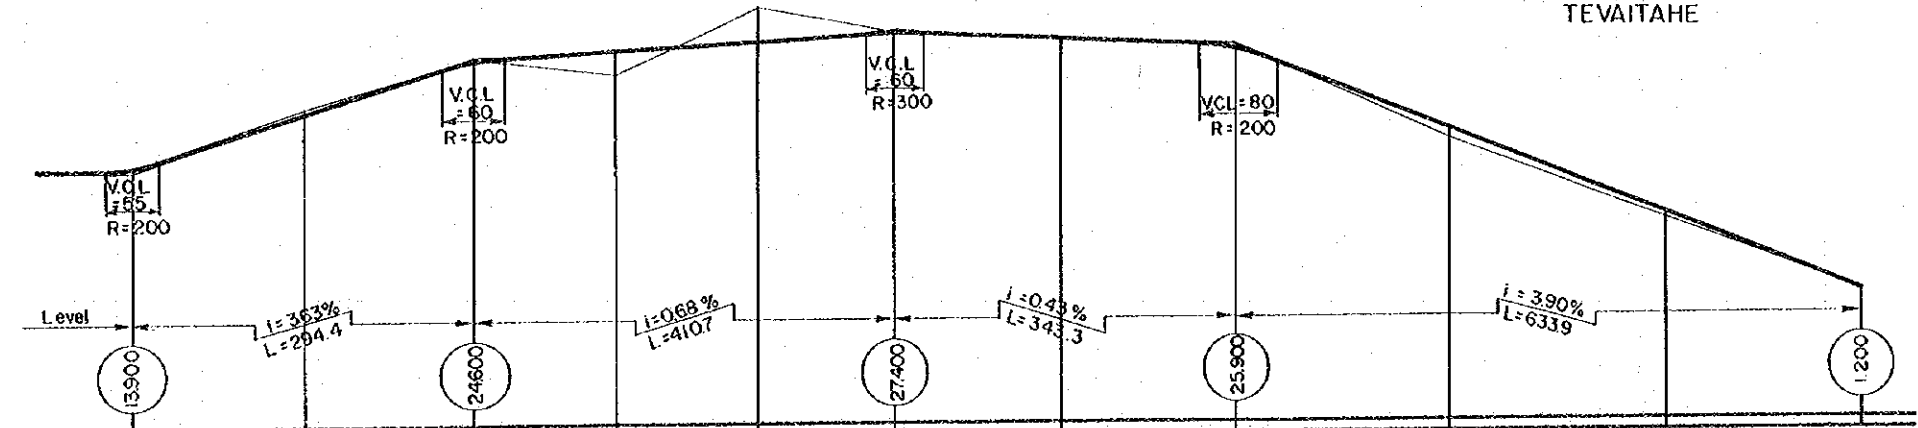 TEVAITAHE
V.C.L
=55
R=200
V.C.L
=60
R=200
V.C.L
=60
R=300
VCL=80
R=200
Level
i=3.63%
L=294.4
i=0.68%
L=410.7
i=0.43%
L=343.3
i=3.90%
L=633.9
13.900
24.600
27.400
25.900
1.200